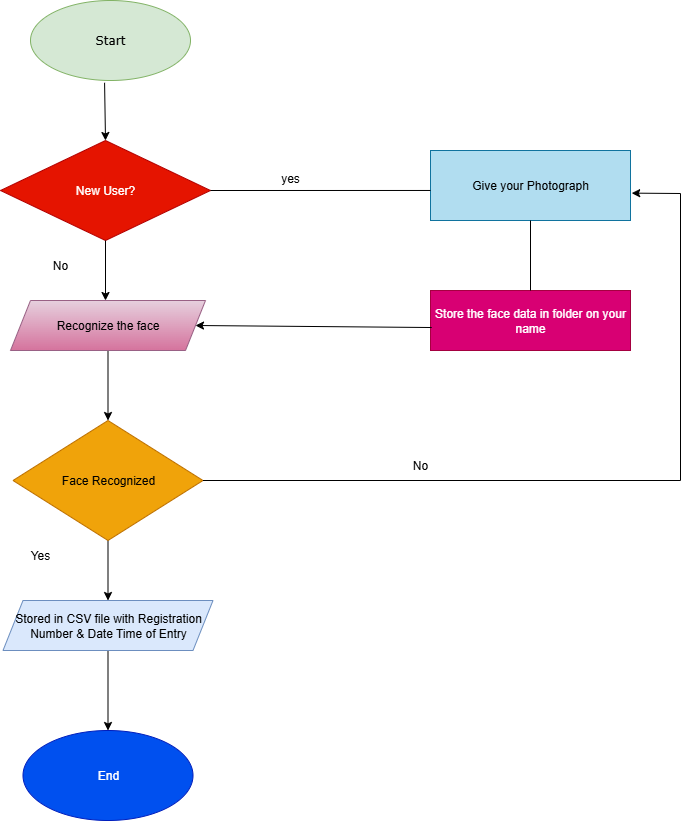 Start
New User?
yes
Give your Photograph
No
Recognize the face
Store the face data in folder on your
name
Face Recognized
No
Yes
Stored in CSV file with Registration
Number & Date Time of Entry
End